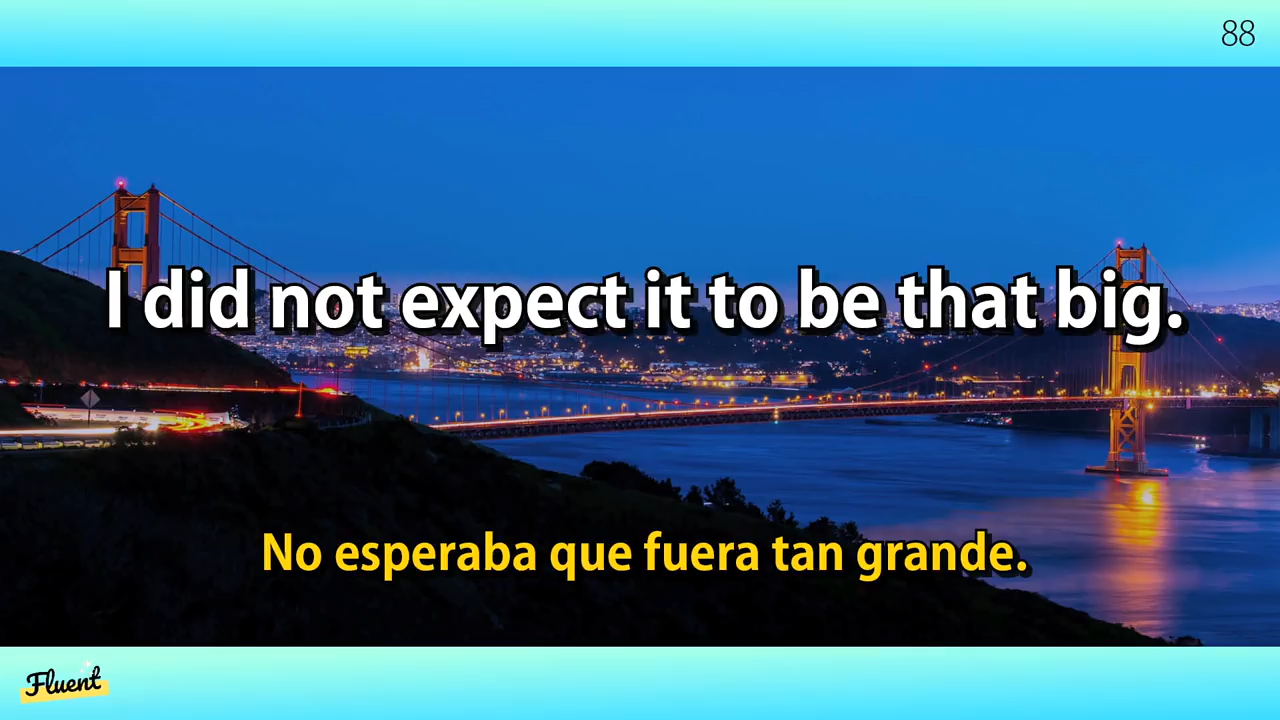 88
I did not expect it to be that big.
No esperaba que fuera tan grande.
Fluent